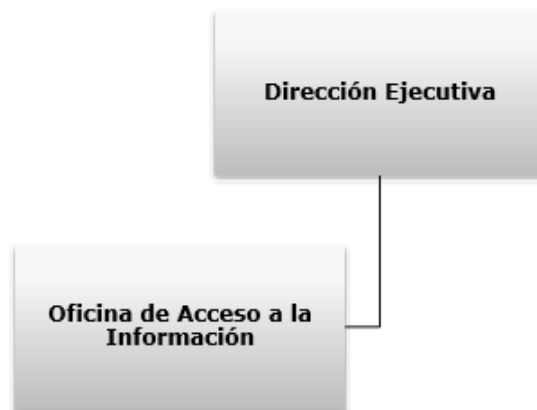 Dirección Ejecutiva
Oficina de Acceso a la
Información